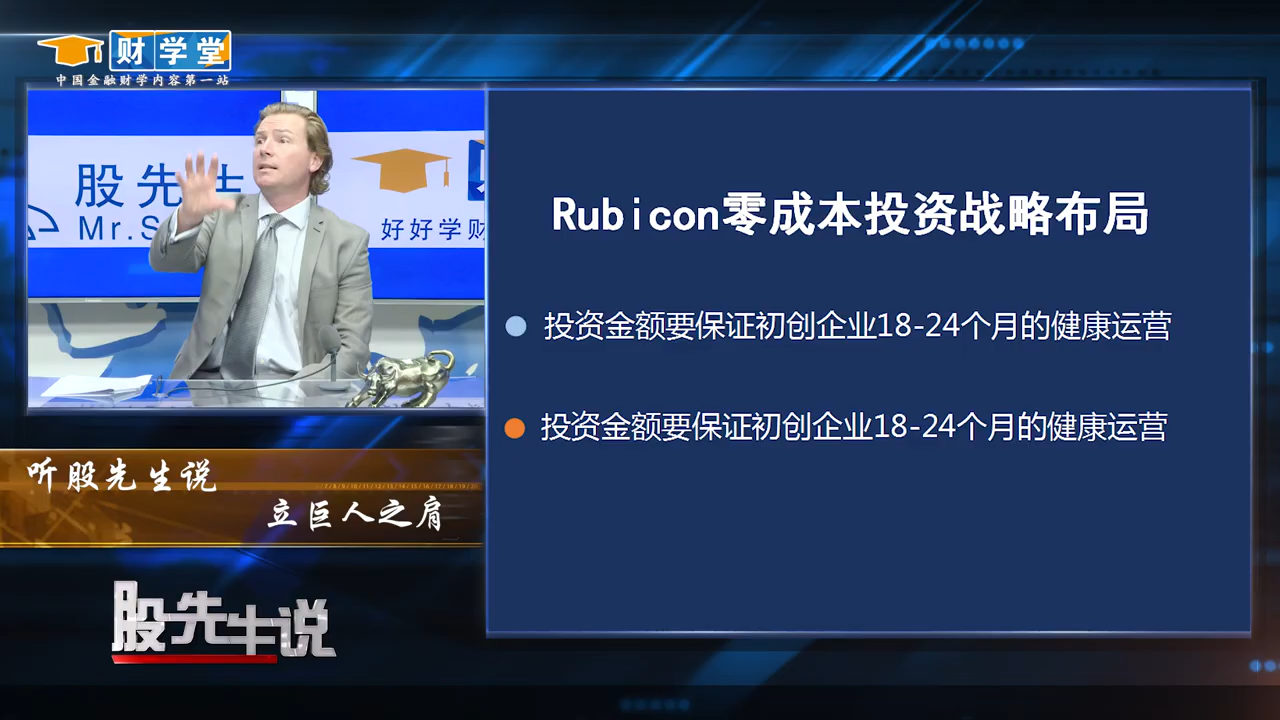 财学堂
中国金融财学内容第一站
股先生
Mr.S
好好学财
Rubicon零成本投资战略布局
投资金额要保证初创企业18-24个月的健康运营
投资金额要保证初创企业18-24个月的健康运营
听股先生说
立巨人之肩
股先生说